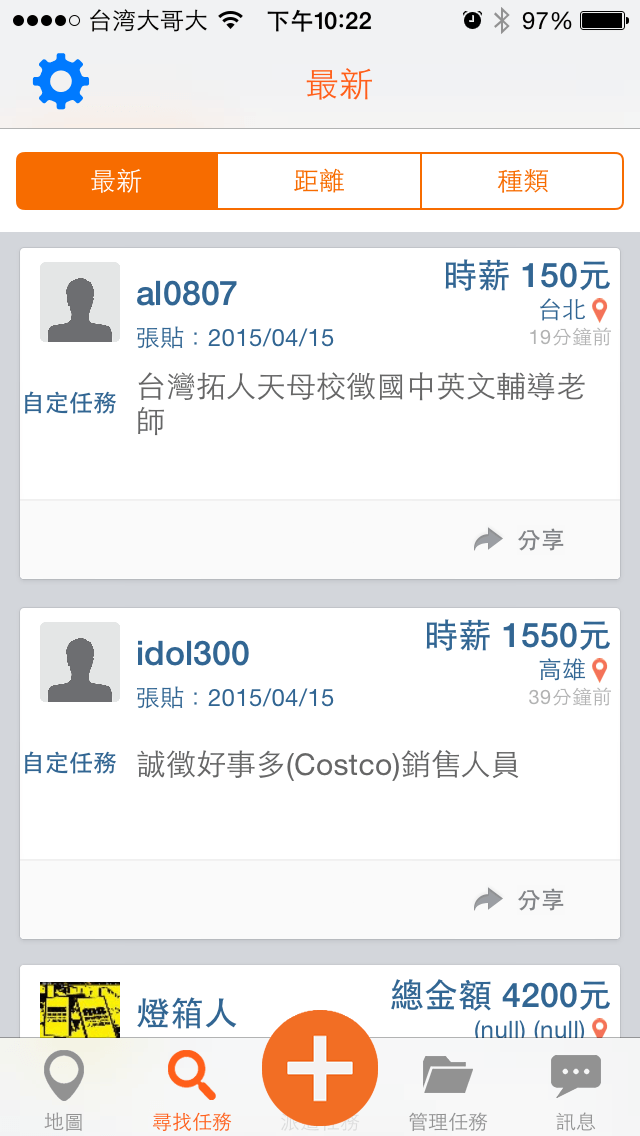 台湾大哥大 下午10:22 97%
最新
最新 距離 種類
al0807 時薪 150元
台北
張貼：2015/04/15 19分鐘前
自定任務 台灣拓人天母校徵國中英文輔導老
師
分享
idol300 時薪 1550元
高雄
張貼：2015/04/15 39分鐘前
自定任務 誠徵好事多(Costco)銷售人員
分享
燈箱人 總金額 4200元
(null) (null)
地圖 尋找任務 派遣任務 管理任務 訊息